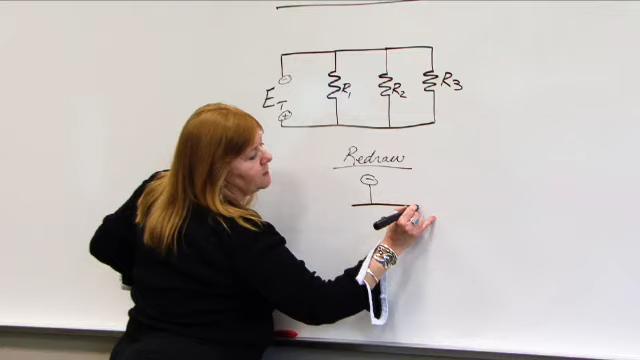 ⊖
E_T R₁ R₂ R₃
⊕
Redraw
⊖